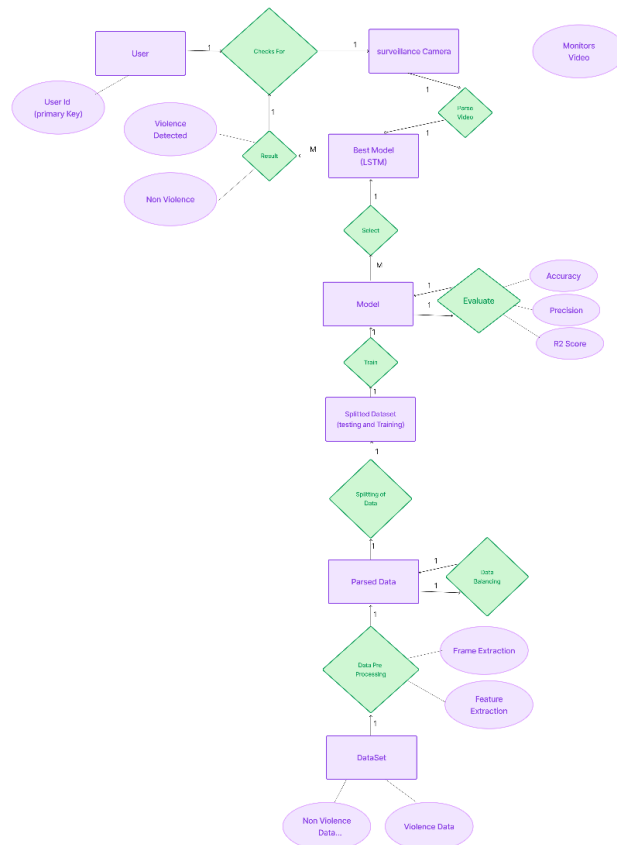 User
1
Checks For
1
surveillance Camera
Monitors
Video
User Id
(primary Key)
1
Parse
Video
1
Violence
Detected
1
Result
M
Best Model
(LSTM)
Non Violence
1
Select
M
Model
1
1
Evaluate
Accuracy
Precision
R2 Score
1
Train
1
Splitted Dataset
(testing and Training)
1
Splitting of
Data
1
Parsed Data
1
1
Data
Balancing
1
Data Pre
Processing
Frame Extraction
Feature
Extraction
1
DataSet
Non Violence
Data...
Violence Data